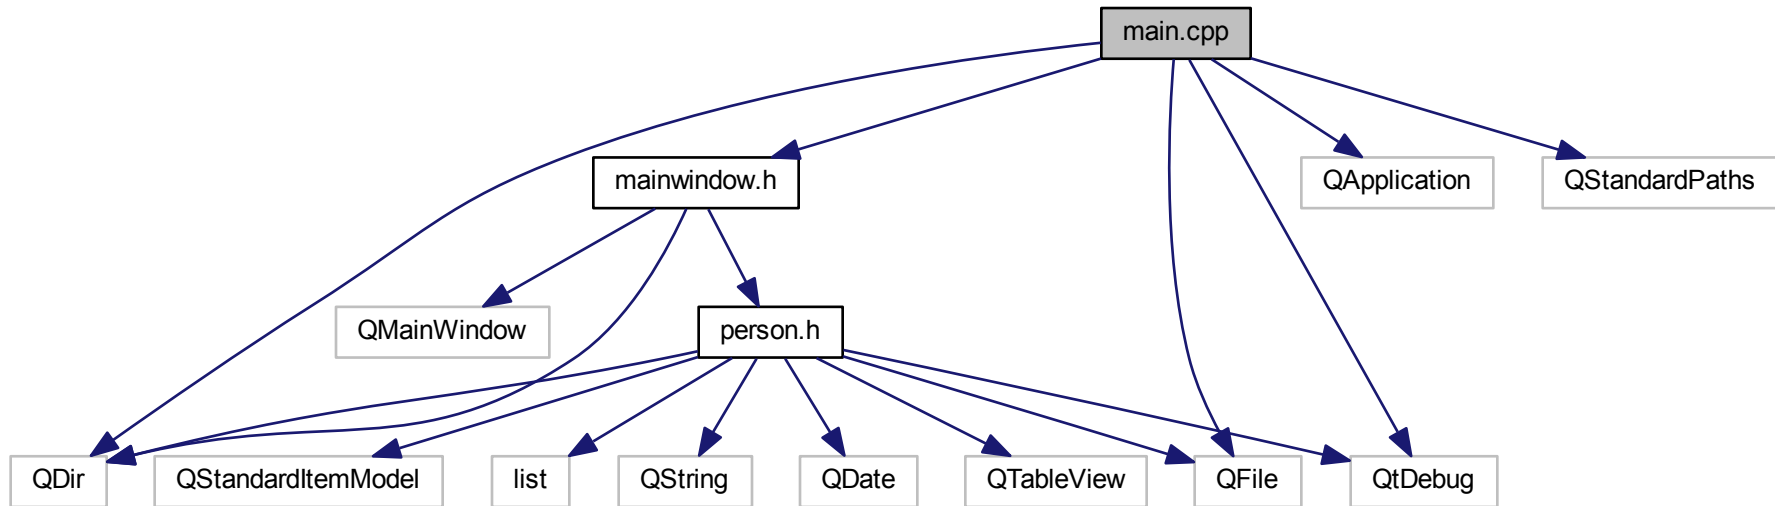 main.cpp
mainwindow.h
QApplication
QStandardPaths
QMainWindow
person.h
QDir
QStandardItemModel
list
QString
QDate
QTableView
QFile
QtDebug